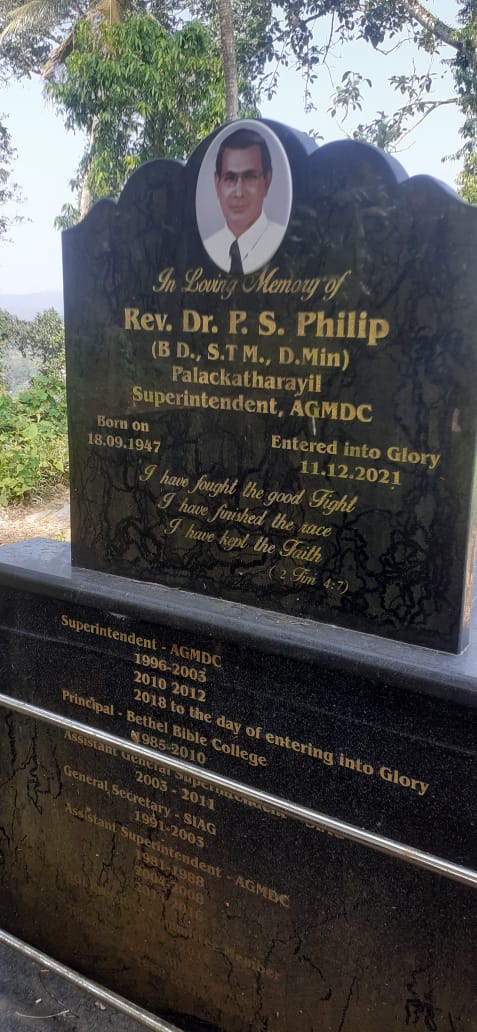 In Loving Memory of
Rev. Dr. P. S. Philip
(B D., S.T M., D.Min)
Palackatharayil
Superintendent, AGMDC
Born on
18.09.1947
Entered into Glory
11.12.2021
I have fought the good Fight
I have finished the race
I have kept the Faith
( 2 Tim 4:7)
Superintendent - AGMDC
1996-2003
2010 2012
2018 to the day of entering into Glory
Principal - Bethel Bible College
1985-2010
Assistant General Superintendent
2003 - 2011
General Secretary - SIAG
1991-2003
Assistant Superintendent - AGMDC
1981-1988